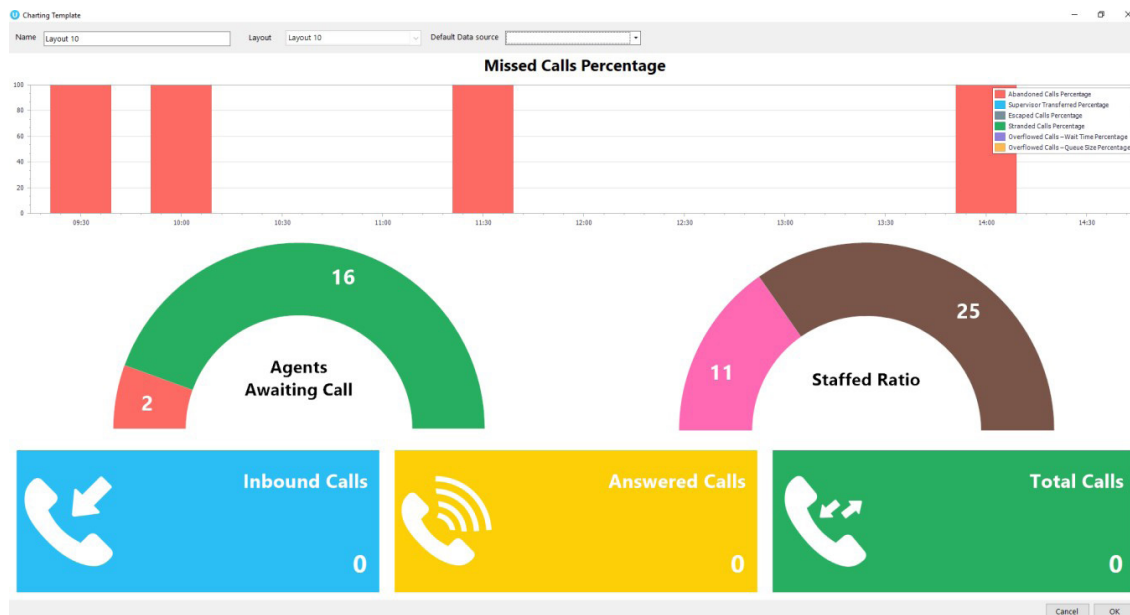 Charting Template
Name Layout 10 Layout Layout 10 Default Data source
Missed Calls Percentage
100
80
60
40
20
0
Abandoned Calls Percentage
Supervisor Transferred Percentage
Escaped Calls Percentage
Stranded Calls Percentage
Overflowed Calls – Wait Time Percentage
Overflowed Calls – Queue Size Percentage
09:30 10:00 10:30 11:00 11:30 12:00 12:30 13:00 13:30 14:00 14:30
16
2
Agents
Awaiting Call
25
11
Staffed Ratio
Inbound Calls
0
Answered Calls
0
Total Calls
0
Cancel OK